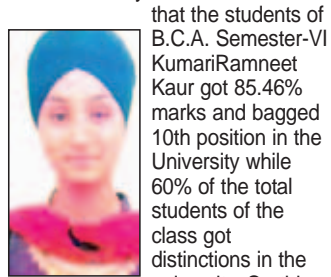 that the students of
B.C.A. Semester-VI
KumariRamneet
Kaur got 85.46%
marks and bagged
10th position in the
University while
60% of the total
students of the
class got
distinctions in the